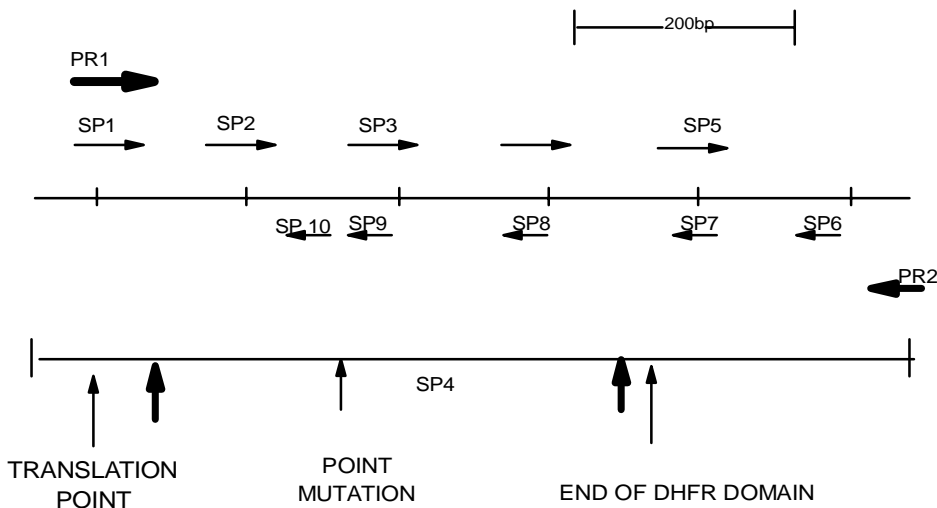 200bp
PR1
SP1 SP2 SP3 SP5
SP 10 SP9 SP8 SP7 SP6
PR2
SP4
TRANSLATION
POINT
POINT
MUTATION
END OF DHFR DOMAIN